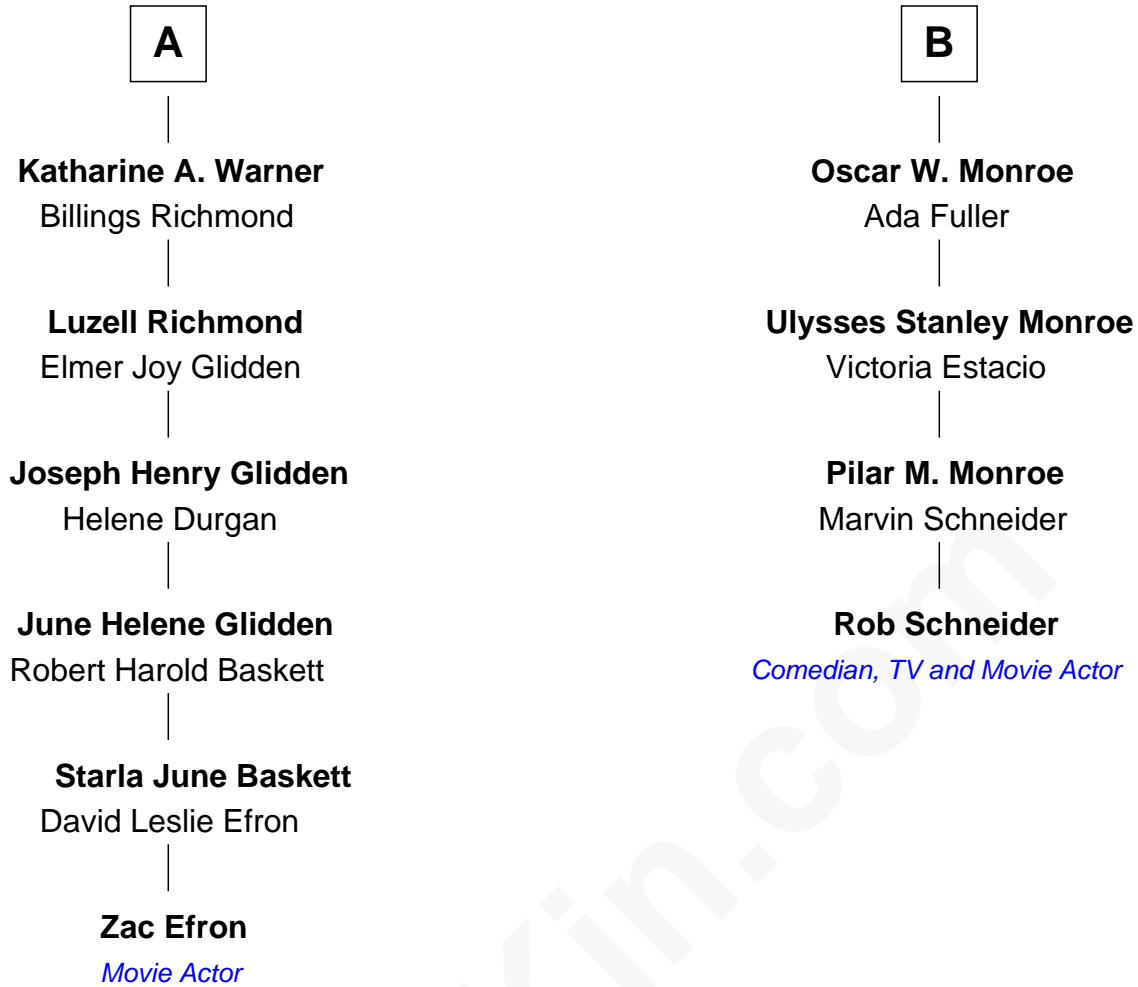 A
Katharine A. Warner
Billings Richmond
Luzell Richmond
Elmer Joy Glidden
Joseph Henry Glidden
Helene Durgan
June Helene Glidden
Robert Harold Baskett
Starla June Baskett
David Leslie Efron
Zac Efron
Movie Actor
B
Oscar W. Monroe
Ada Fuller
Ulysses Stanley Monroe
Victoria Estacio
Pilar M. Monroe
Marvin Schneider
Rob Schneider
Comedian, TV and Movie Actor
Kin.com